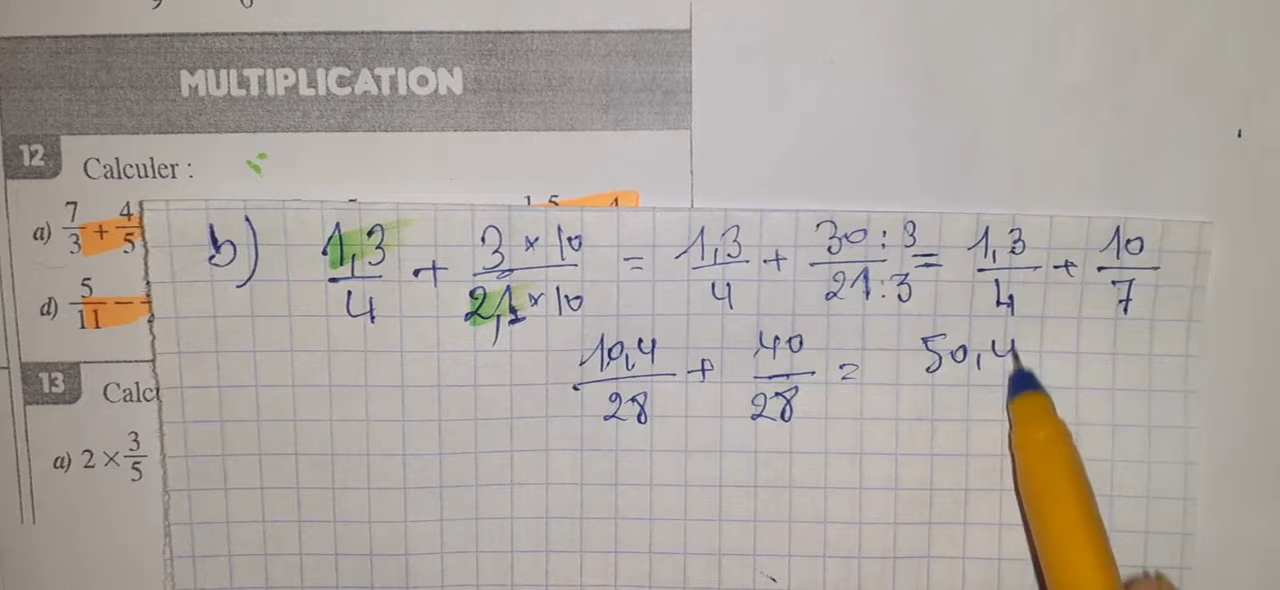 MULTIPLICATION
12 Calculer :
a) 7/3 + 4/5
b) 1,3/4 + 3 × 10/2,1 × 10 = 1,3/4 + 30 : 3/21 : 3 = 1,3/4 + 10/7
10,4/28 + 40/28 = 50,4
d) 5/11 −
13 Calc
a) 2 × 3/5